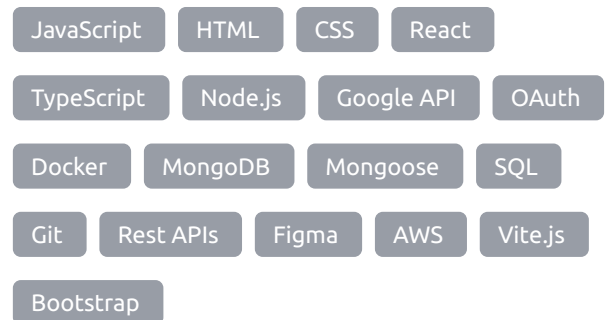 JavaScript HTML CSS React
TypeScript Node.js Google API OAuth
Docker MongoDB Mongoose SQL
Git Rest APIs Figma AWS Vite.js
Bootstrap